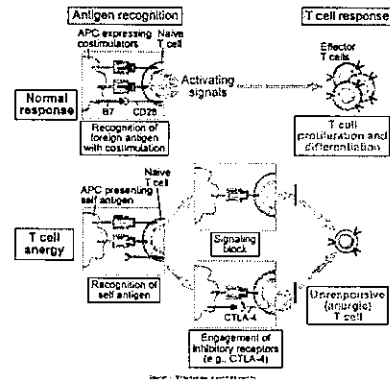 Antigen recognition
T cell response
APC expressing
costimulators
Naive
T cell
Effector
T cells
Activating
signals
Normal
response
B7
CD28
Recognition of
foreign antigen
with costimulation
T cell
proliferation and
differentiation
APC presenting
self antigen
Naive
T cell
T cell
anergy
Signaling
block
Recognition of
self antigen
CTLA-4
Unresponsive
(anergic)
T cell
Engagement of
inhibitory receptors
(e.g., CTLA-4)